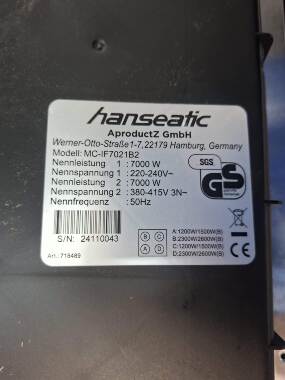 hanseatic
AproductZ GmbH
Werner-Otto-Straße1-7,22179 Hamburg, Germany
Modell: MC-IF7021B2
Nennleistung 1 : 7000 W
Nennspannung 1 : 220-240V~
Nennleistung 2 : 7000 W
Nennspannung 2 : 380-415V 3N~
Nennfrequenz : 50Hz
SGS
GS
S/N: 24110043
Art.: 718489
B C
A D
A:1200W/1500W(B)
B:2300W/2600W(B)
C:1200W/1500W(B)
D:2300W/2600W(B)